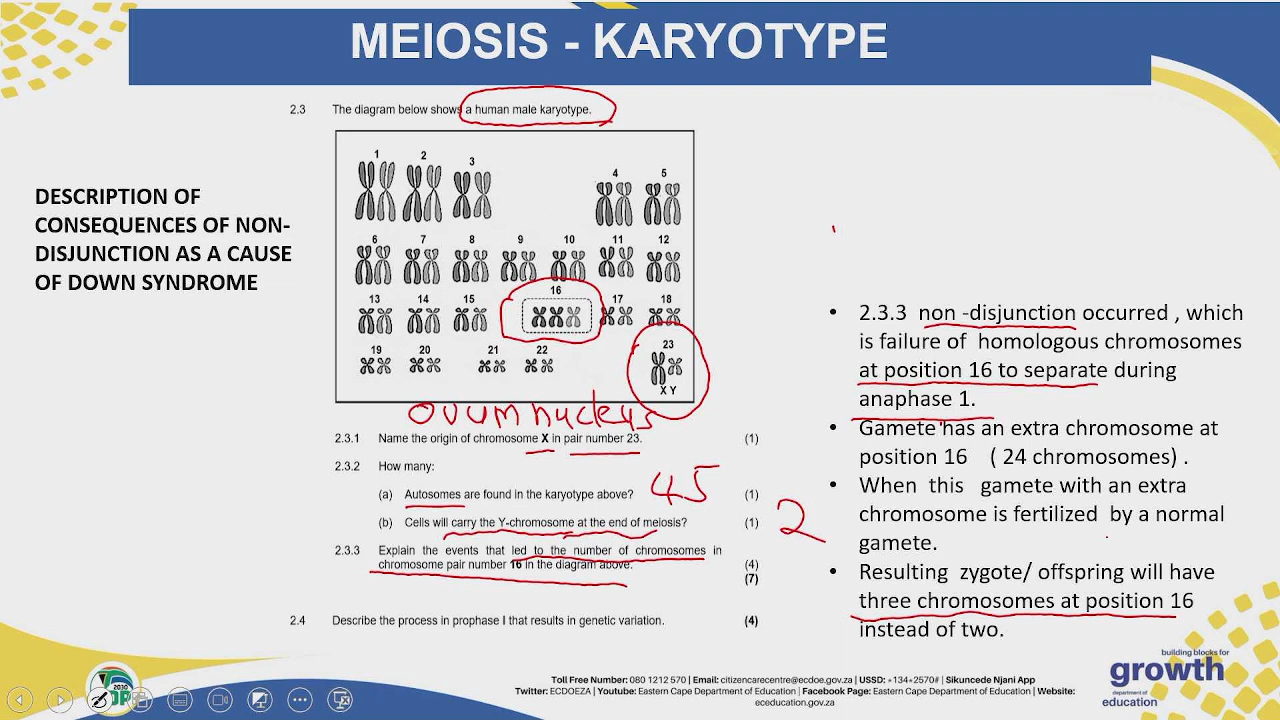 MEIOSIS - KARYOTYPE
2.3 The diagram below shows a human male karyotype.
DESCRIPTION OF
CONSEQUENCES OF NON-
DISJUNCTION AS A CAUSE
OF DOWN SYNDROME
1 2 3 4 5
6 7 8 9 10 11 12
13 14 15 16 17 18
19 20 21 22 23
X Y
Ovum nucleus
2.3.1 Name the origin of chromosome X in pair number 23. (1)
2.3.2 How many:
(a) Autosomes are found in the karyotype above? 45 (1)
(b) Cells will carry the Y-chromosome at the end of meiosis? (1) 2
2.3.3 Explain the events that led to the number of chromosomes in
chromosome pair number 16 in the diagram above. (4)
(7)
2.4 Describe the process in prophase I that results in genetic variation. (4)
• 2.3.3 non -disjunction occurred , which
is failure of homologous chromosomes
at position 16 to separate during
anaphase 1.
• Gamete has an extra chromosome at
position 16 ( 24 chromosomes) .
• When this gamete with an extra
chromosome is fertilized by a normal
gamete.
• Resulting zygote/ offspring will have
three chromosomes at position 16
instead of two.
2030
building blocks for
growth
department of
education
Toll Free Number: 080 1212 570 | Email: citizencarecentre@ecdoe.gov.za | USSD: *134*2570# | Sikuncede Njani App
Twitter: ECDOEZA | Youtube: Eastern Cape Department of Education | Facebook Page: Eastern Cape Department of Education | Website:
eceducation.gov.za